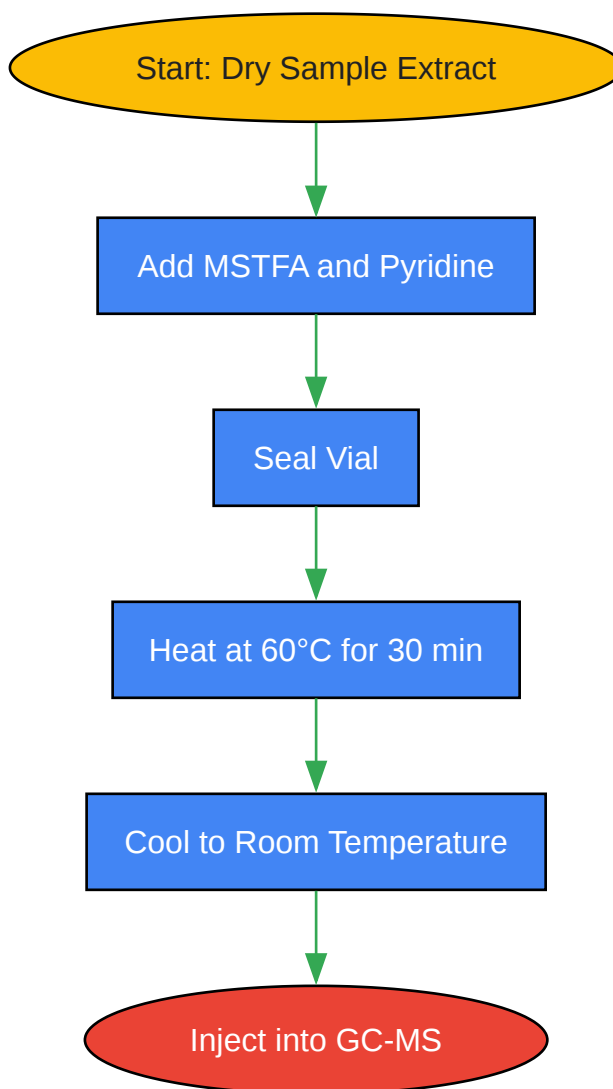 Start: Dry Sample Extract
Add MSTFA and Pyridine
Seal Vial
Heat at 60°C for 30 min
Cool to Room Temperature
Inject into GC-MS